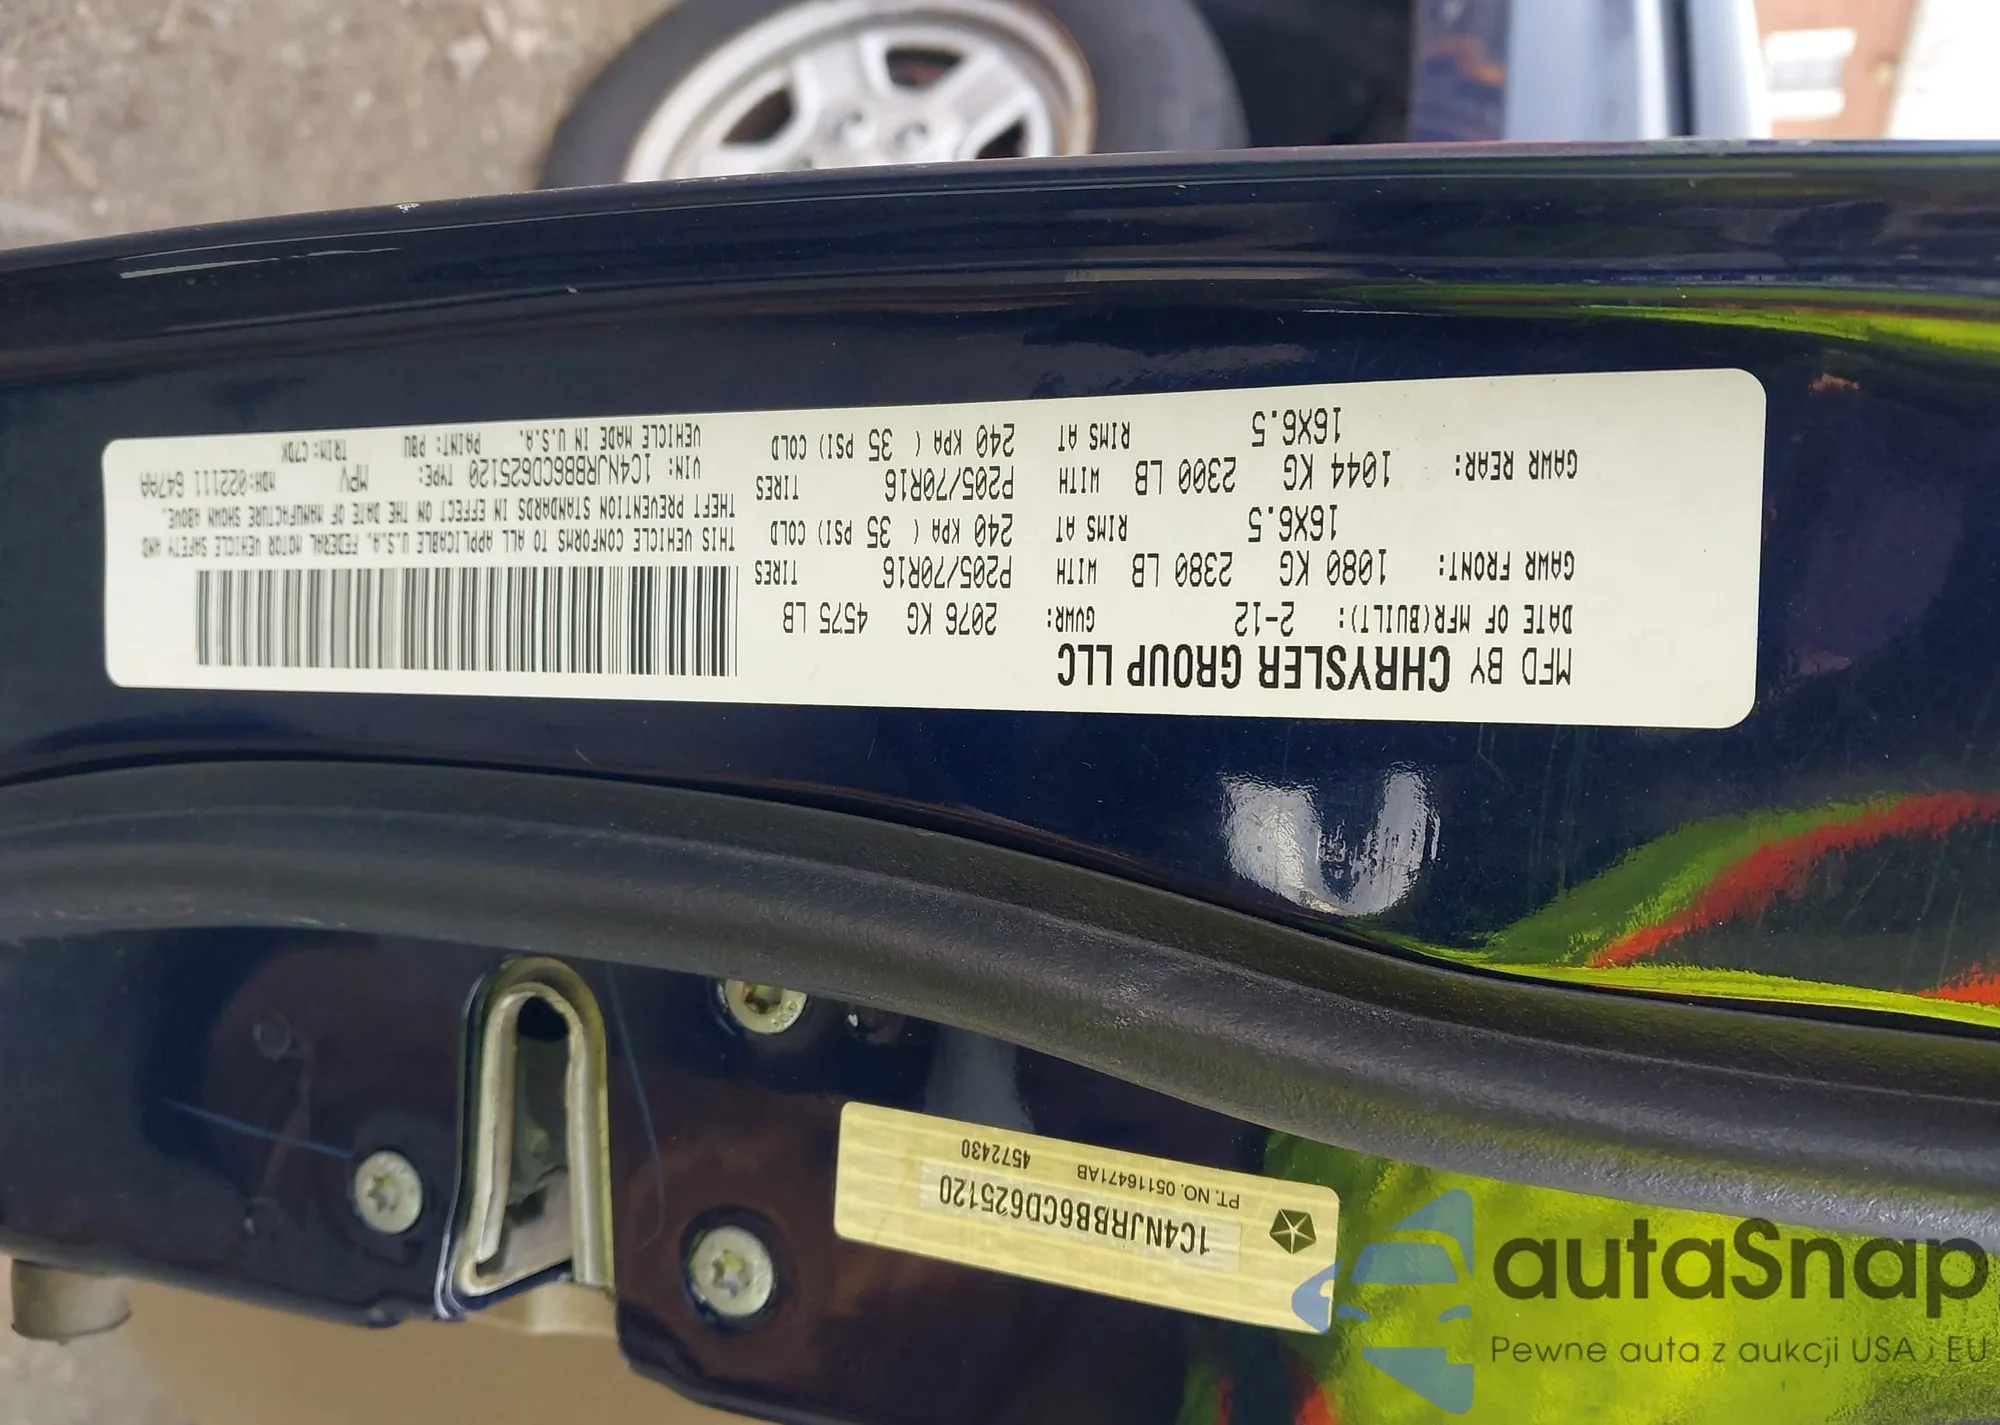 MFD BY CHRYSLER GROUP LLC
DATE OF MFR(BUILT): 2-12 GWR: 2076 KG 4575 LB
GAWR FRONT: 1080 KG 2380 LB WITH P205/70R16 TIRES
16X6.5 RIMS AT 240 KPA ( 35 PSI) COLD
GAWR REAR: 1044 KG 2300 LB WITH P205/70R16 TIRES
16X6.5 RIMS AT 240 KPA ( 35 PSI) COLD
THIS VEHICLE CONFORMS TO ALL APPLICABLE U.S.A. FEDERAL MOTOR VEHICLE SAFETY AND
THEFT PREVENTION STANDARDS IN EFFECT ON THE DATE OF MANUFACTURE SHOWN ABOVE.
VIN: 1C4NJRBB6CD625120 TYPE: MPV MDH:022111 647AA
VEHICLE MADE IN U.S.A. PAINT: PBU TRIM: C7DK
1C4NJRBB6CD625120
PT. NO. 05116471AB 4572430
autoSnap
Pewne auta z aukcji USA i EU